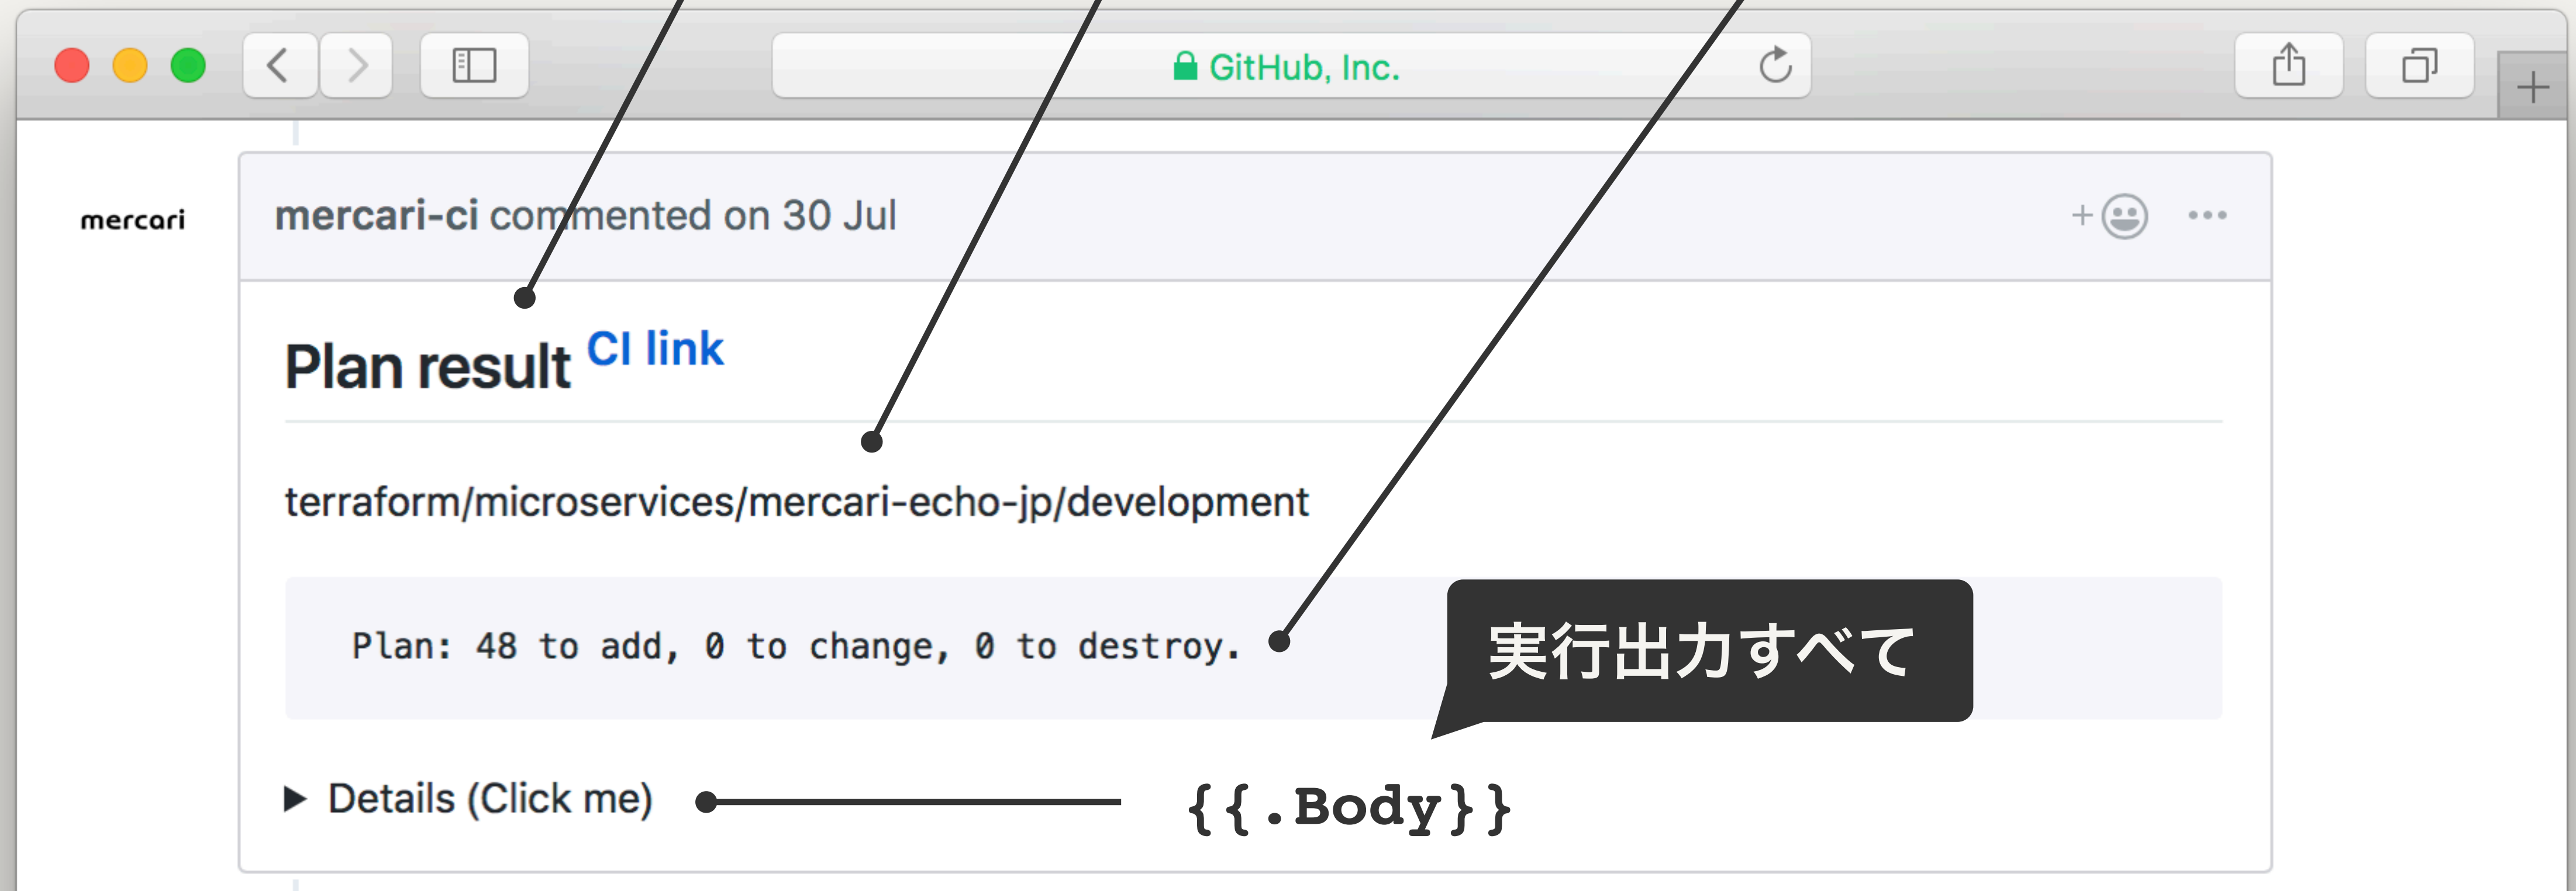 GitHub, Inc.
mercari
mercari-ci commented on 30 Jul
Plan result CI link
terraform/microservices/mercari-echo-jp/development
Plan: 48 to add, 0 to change, 0 to destroy.
実行出力すべて
Details (Click me)
{{.Body}}